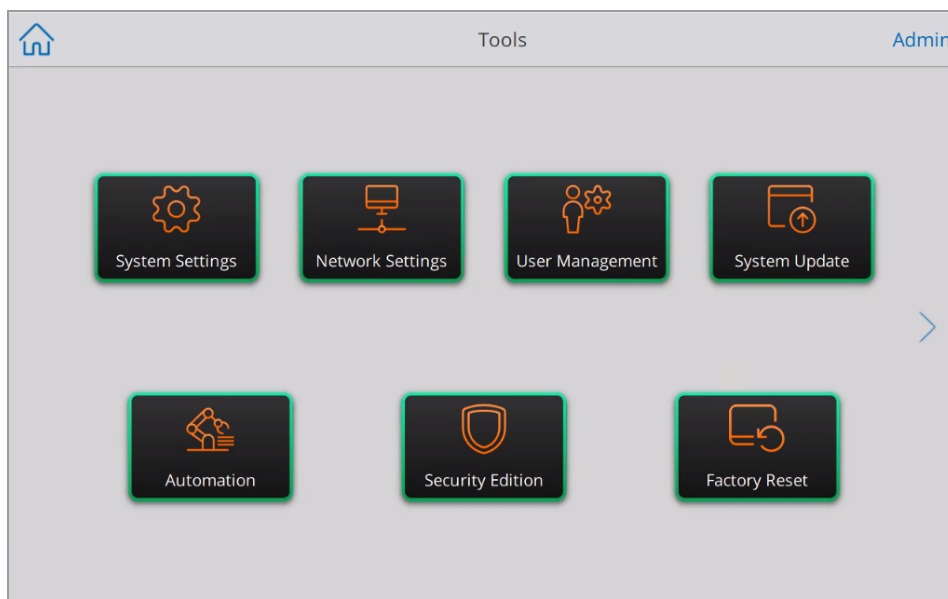 Tools
Admin
System Settings
Network Settings
User Management
System Update
Automation
Security Edition
Factory Reset